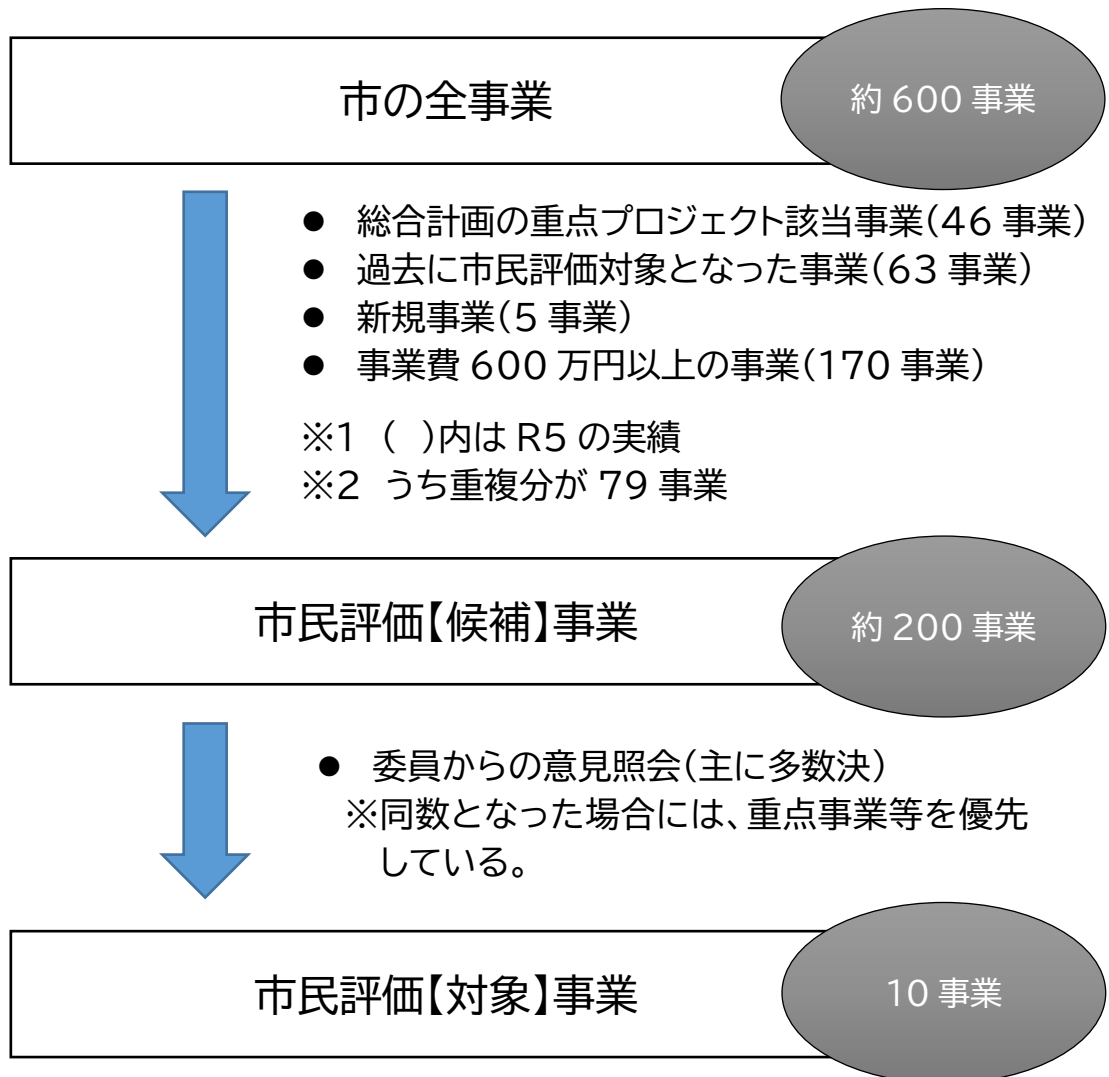 市の全事業
約 600 事業
● 総合計画の重点プロジェクト該当事業(46 事業)
● 過去に市民評価対象となった事業(63 事業)
● 新規事業(5 事業)
● 事業費 600 万円以上の事業(170 事業)
※1 ( )内は R5 の実績
※2 うち重複分が 79 事業
市民評価【候補】事業
約 200 事業
● 委員からの意見照会(主に多数決)
※同数となった場合には、重点事業等を優先
している。
市民評価【対象】事業
10 事業